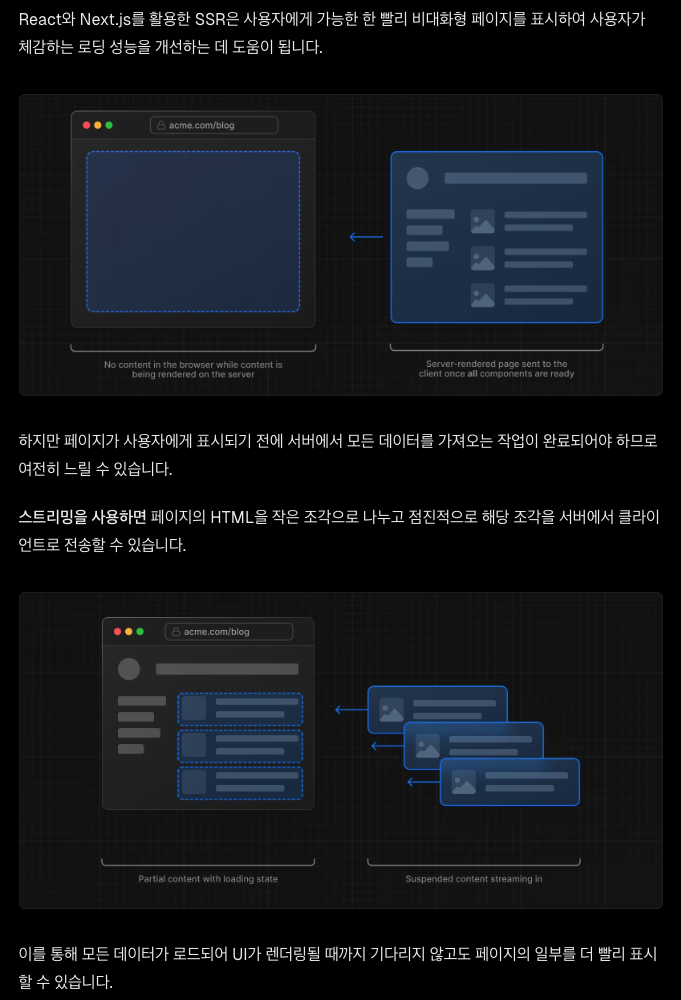 React와 Next.js를 활용한 SSR은 사용자에게 가능한 한 빨리 비대화형 페이지를 표시하여 사용자가
체감하는 로딩 성능을 개선하는 데 도움이 됩니다.
acme.com/blog
No content in the browser while content is
being rendered on the server
Server-rendered page sent to the
client once all components are ready
하지만 페이지가 사용자에게 표시되기 전에 서버에서 모든 데이터를 가져오는 작업이 완료되어야 하므로
여전히 느릴 수 있습니다.
스트리밍을 사용하면 페이지의 HTML을 작은 조각으로 나누고 점진적으로 해당 조각을 서버에서 클라이
언트로 전송할 수 있습니다.
acme.com/blog
Partial content with loading state
Suspended content streaming in
이를 통해 모든 데이터가 로드되어 UI가 렌더링될 때까지 기다리지 않고도 페이지의 일부를 더 빨리 표시
할 수 있습니다.